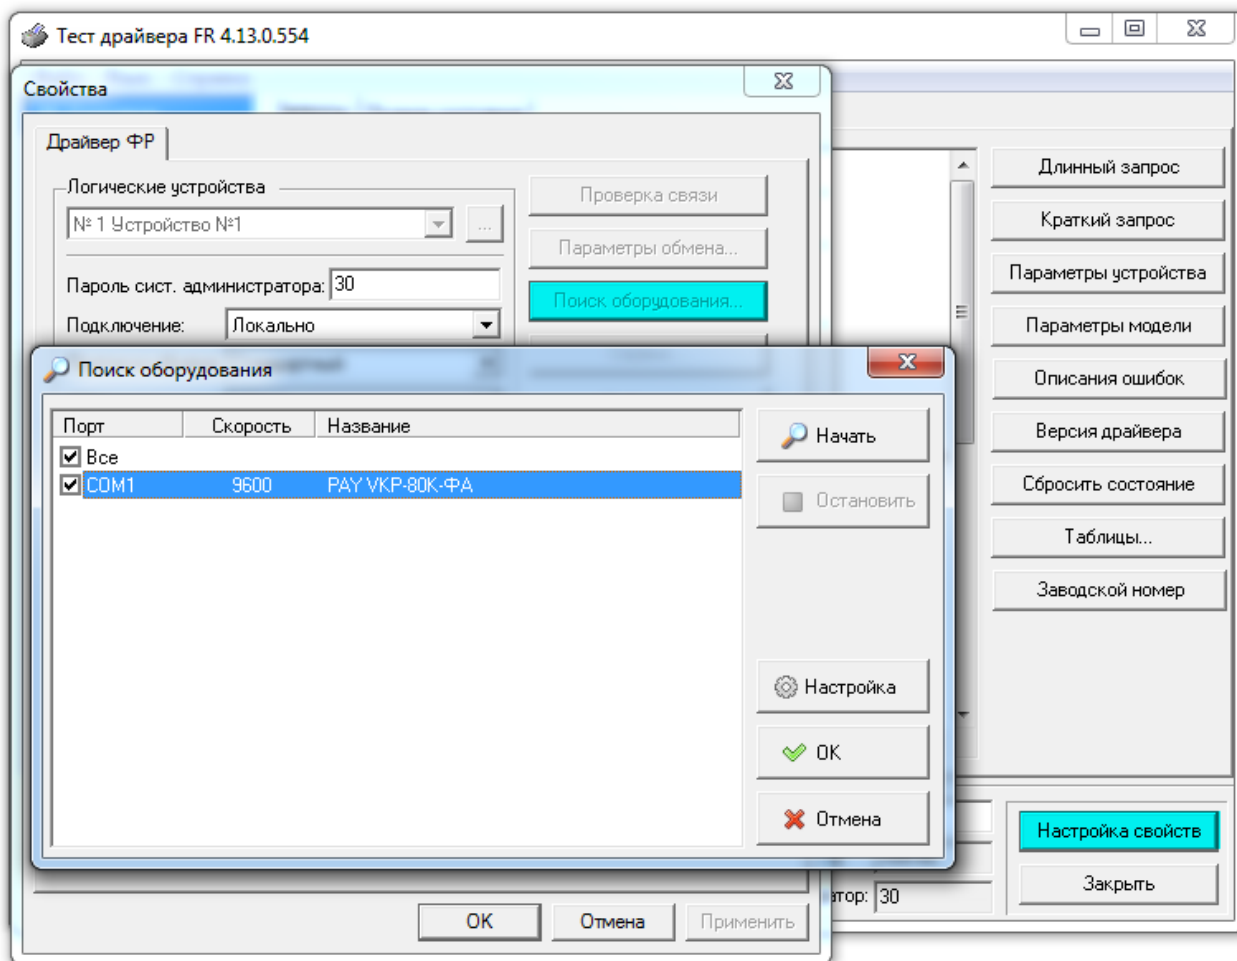 Тест драйвера FR 4.13.0.554
Свойства
Драйвер ФР
Логические устройства
№ 1 Устройство №1
...
Пароль сист. администратора: 30
Подключение: Локально
Проверка связи
Параметры обмена...
Поиск оборудования...
Поиск оборудования
Порт Скорость Название
Все
COM1 9600 PAY VKP-80K-ФА
Начать
Остановить
Настройка
OK
Отмена
OK
Отмена
Применить
Длинный запрос
Краткий запрос
Параметры устройства
Параметры модели
Описания ошибок
Версия драйвера
Сбросить состояние
Таблицы...
Заводской номер
Настройка свойств
атор: 30
Закрыть